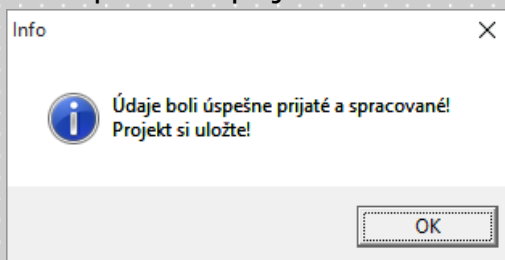 Info
Údaje boli úspešne prijaté a spracované!
Projekt si uložte!
OK